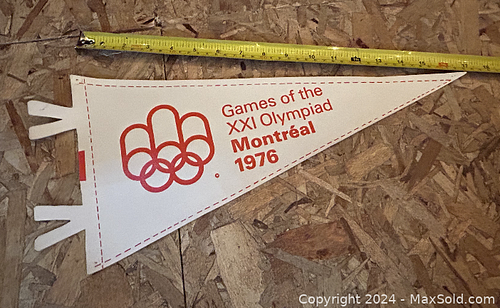 Games of the
XXI Olympiad
Montréal
1976
Copyright 2024 - MaxSold.com